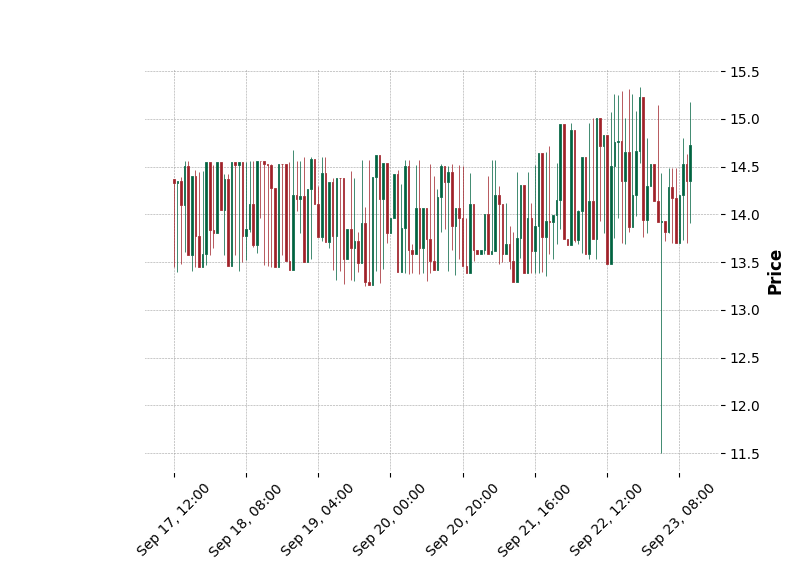 15.5
15.0
14.5
14.0
13.5
13.0
12.5
12.0
11.5
Price
Sep 17, 12:00
Sep 18, 08:00
Sep 19, 04:00
Sep 20, 00:00
Sep 20, 20:00
Sep 21, 16:00
Sep 22, 12:00
Sep 23, 08:00